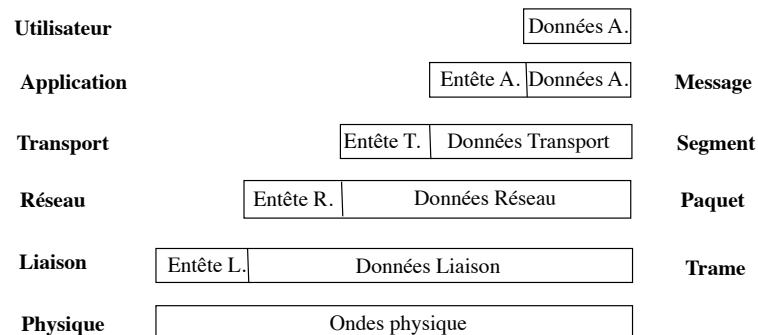 Utilisateur Données A.
Application Entête A. Données A. Message
Transport Entête T. Données Transport Segment
Réseau Entête R. Données Réseau Paquet
Liaison Entête L. Données Liaison Trame
Physique Ondes physique